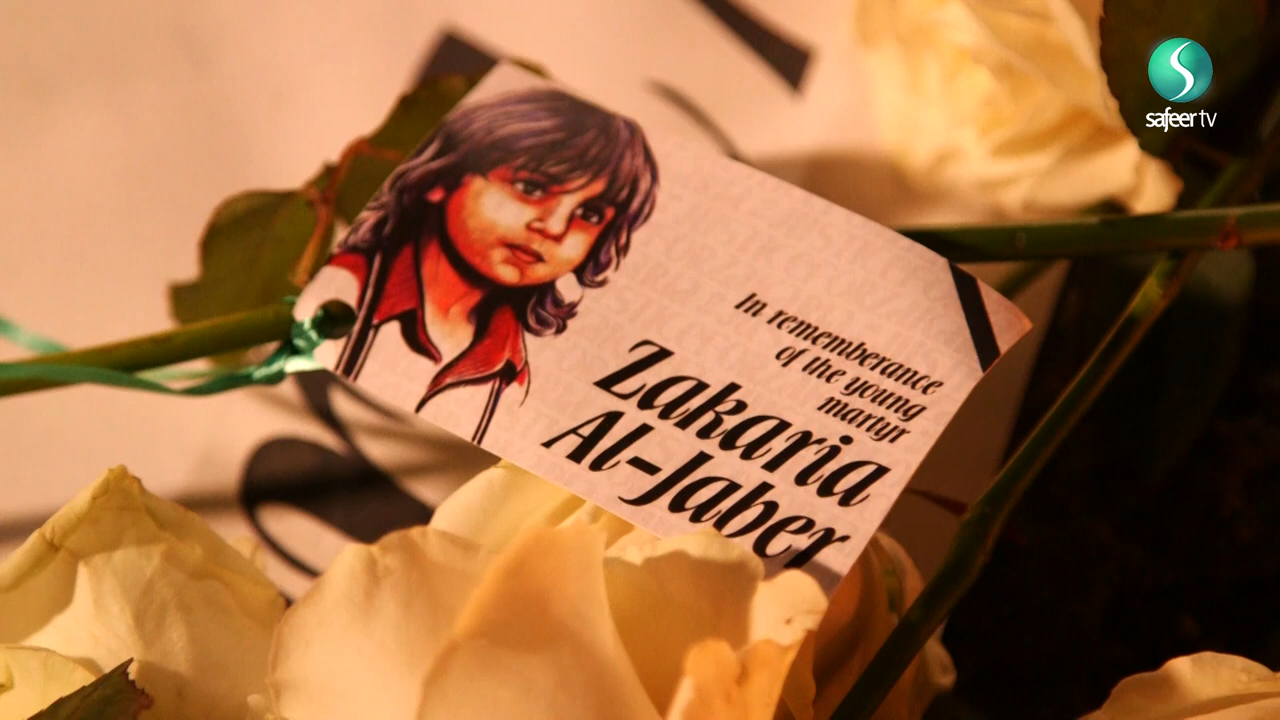 safeer tv
In rememberance
of the young
martyr
Zakaria
Al-Jaber